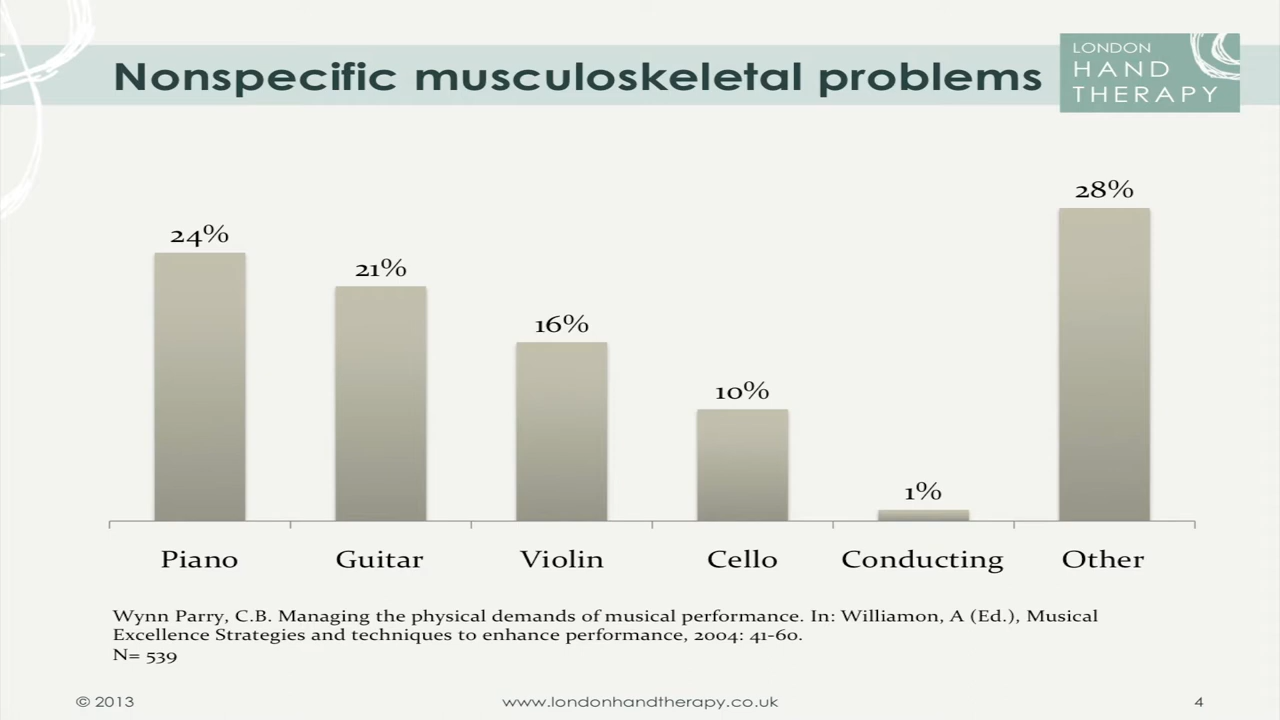 Nonspecific musculoskeletal problems
LONDON
HAND
THERAPY
24%
21%
16%
10%
1%
28%
Piano
Guitar
Violin
Cello
Conducting
Other
Wynn Parry, C.B. Managing the physical demands of musical performance. In: Williamon, A (Ed.), Musical
Excellence Strategies and techniques to enhance performance, 2004: 41-60.
N= 539
© 2013
www.londonhandtherapy.co.uk
4